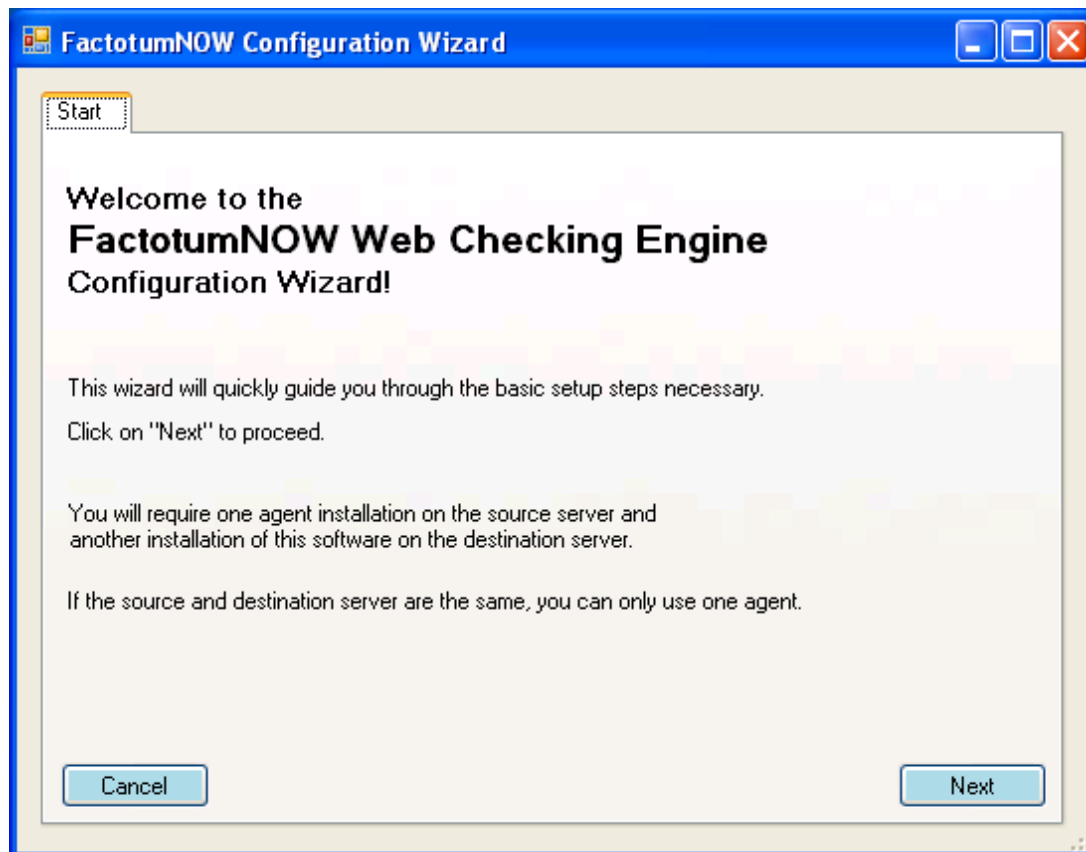 FactotumNOW Configuration Wizard
Start
Welcome to the
FactotumNOW Web Checking Engine
Configuration Wizard!
This wizard will quickly guide you through the basic setup steps necessary.
Click on "Next" to proceed.
You will require one agent installation on the source server and
another installation of this software on the destination server.
If the source and destination server are the same, you can only use one agent.
Cancel
Next